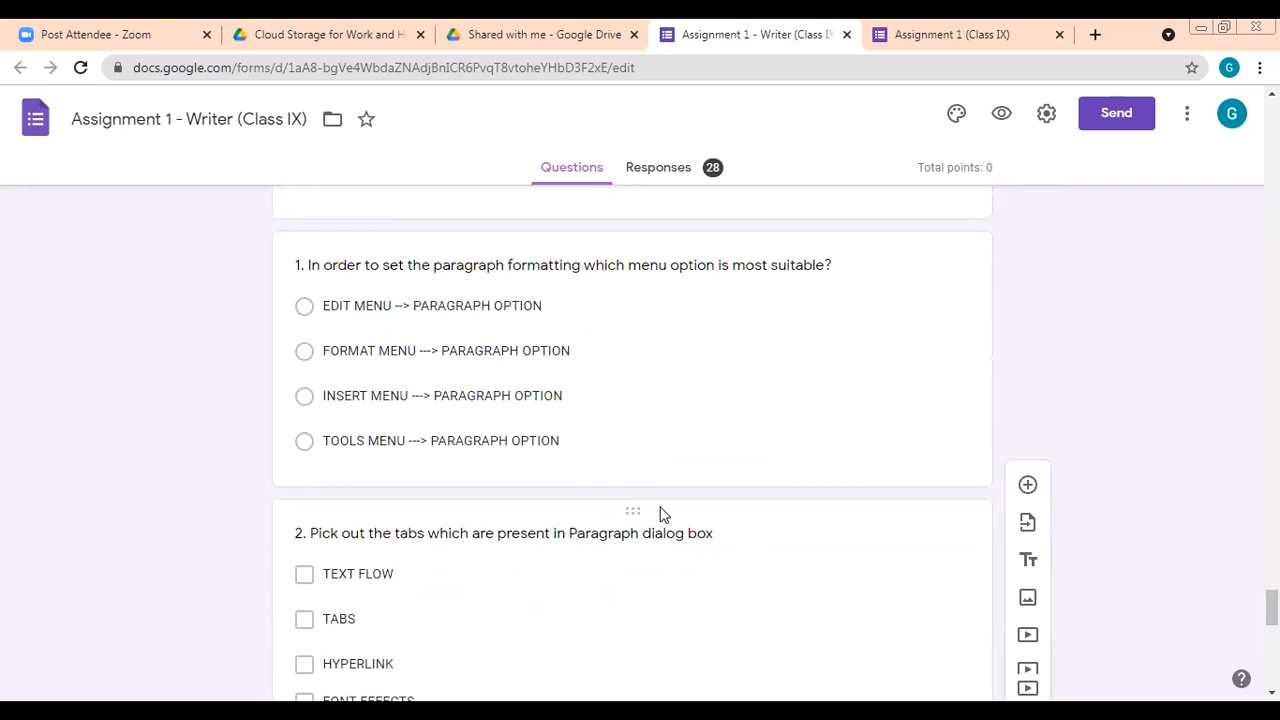 Post Attendee - Zoom
Cloud Storage for Work and H
Shared with me - Google Drive
Assignment 1 - Writer (Class IX
Assignment 1 (Class IX)
docs.google.com/forms/d/1aA8-bgVe4WbdaZNAdjBnICR6PvqT8vtoheYHbD3F2xE/edit
G
Assignment 1 - Writer (Class IX)
Send
G
Questions
Responses 28
Total points: 0
1. In order to set the paragraph formatting which menu option is most suitable?
EDIT MENU --> PARAGRAPH OPTION
FORMAT MENU ---> PARAGRAPH OPTION
INSERT MENU ---> PARAGRAPH OPTION
TOOLS MENU ---> PARAGRAPH OPTION
2. Pick out the tabs which are present in Paragraph dialog box
TEXT FLOW
TABS
HYPERLINK
FONT EFFECTS